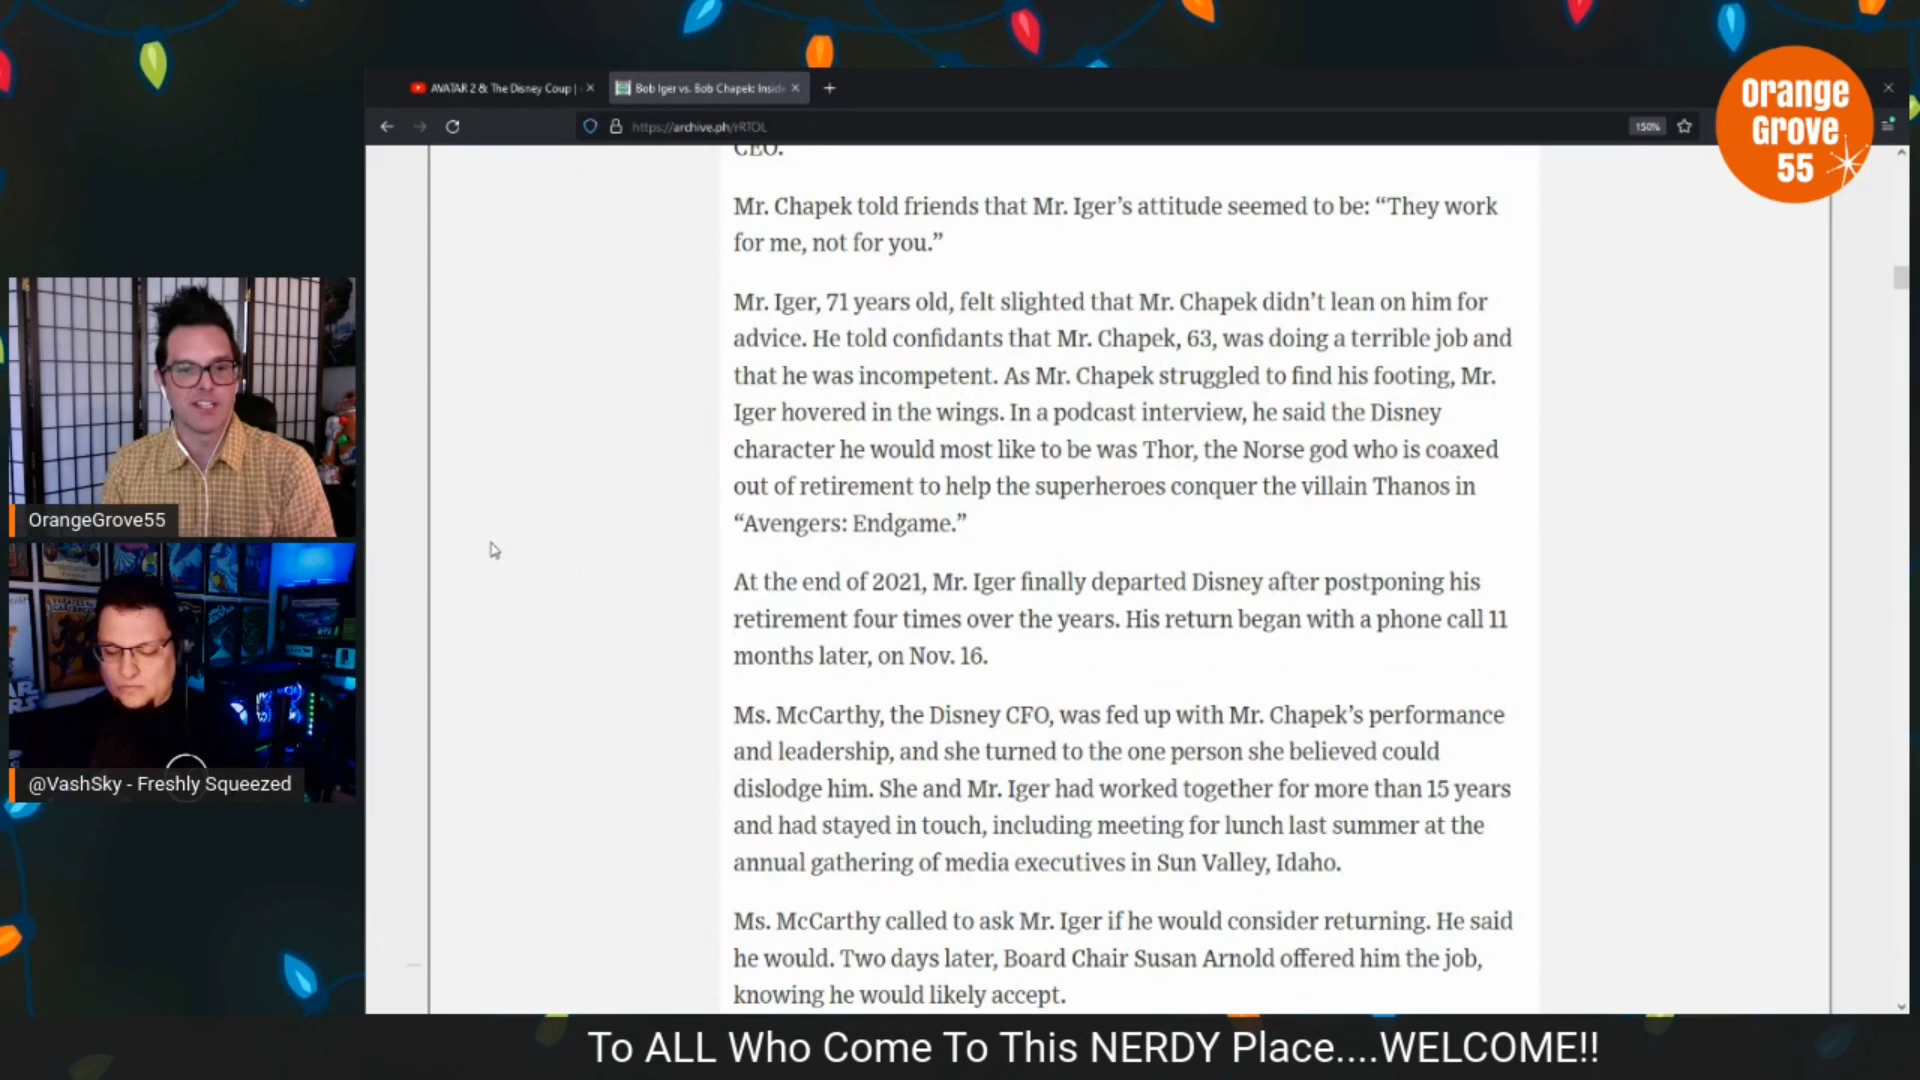 AVATAR 2 & The Disney Coup |
Bob Iger vs. Bob Chapek: Inside
https://archive.ph/rRTOL
150%
Orange
Grove
55
CEO.
Mr. Chapek told friends that Mr. Iger’s attitude seemed to be: “They work
for me, not for you.”
Mr. Iger, 71 years old, felt slighted that Mr. Chapek didn’t lean on him for
advice. He told confidants that Mr. Chapek, 63, was doing a terrible job and
that he was incompetent. As Mr. Chapek struggled to find his footing, Mr.
Iger hovered in the wings. In a podcast interview, he said the Disney
character he would most like to be was Thor, the Norse god who is coaxed
out of retirement to help the superheroes conquer the villain Thanos in
“Avengers: Endgame.”
At the end of 2021, Mr. Iger finally departed Disney after postponing his
retirement four times over the years. His return began with a phone call 11
months later, on Nov. 16.
Ms. McCarthy, the Disney CFO, was fed up with Mr. Chapek’s performance
and leadership, and she turned to the one person she believed could
dislodge him. She and Mr. Iger had worked together for more than 15 years
and had stayed in touch, including meeting for lunch last summer at the
annual gathering of media executives in Sun Valley, Idaho.
Ms. McCarthy called to ask Mr. Iger if he would consider returning. He said
he would. Two days later, Board Chair Susan Arnold offered him the job,
knowing he would likely accept.
OrangeGrove55
@VashSky - Freshly Squeezed
To ALL Who Come To This NERDY Place....WELCOME!!